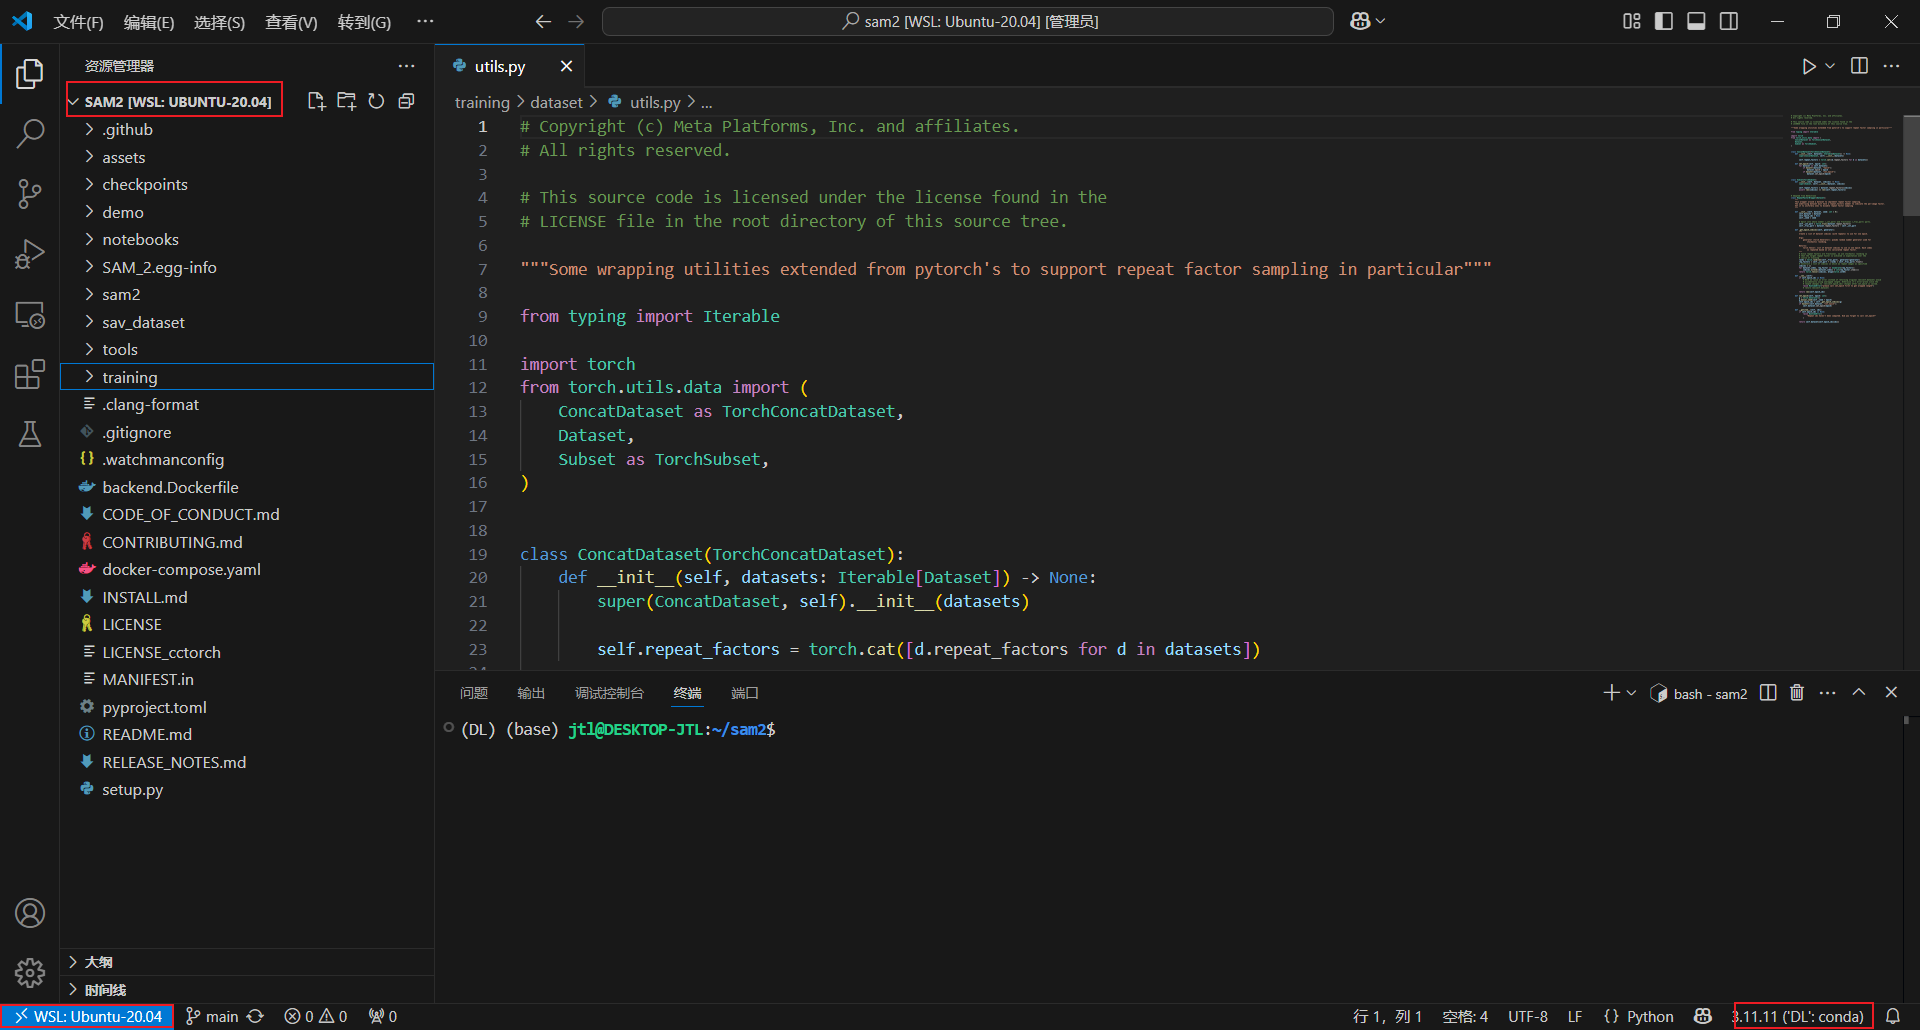 文件(F) 编辑(E) 选择(S) 查看(V) 转到(G) ··· sam2 [WSL: Ubuntu-20.04] [管理员]
资源管理器
SAM2 [WSL: UBUNTU-20.04]
.github
assets
checkpoints
demo
notebooks
SAM_2.egg-info
sam2
sav_dataset
tools
training
.clang-format
.gitignore
.watchmanconfig
backend.Dockerfile
CODE_OF_CONDUCT.md
CONTRIBUTING.md
docker-compose.yaml
INSTALL.md
LICENSE
LICENSE_cctorch
MANIFEST.in
pyproject.toml
README.md
RELEASE_NOTES.md
setup.py
大纲
时间线
utils.py
training > dataset > utils.py > ...
1 # Copyright (c) Meta Platforms, Inc. and affiliates.
2 # All rights reserved.
3
4 # This source code is licensed under the license found in the
5 # LICENSE file in the root directory of this source tree.
6
7 """Some wrapping utilities extended from pytorch's to support repeat factor sampling in particular"""
8
9 from typing import Iterable
10
11 import torch
12 from torch.utils.data import (
13     ConcatDataset as TorchConcatDataset,
14     Dataset,
15     Subset as TorchSubset,
16 )
17
18
19 class ConcatDataset(TorchConcatDataset):
20     def __init__(self, datasets: Iterable[Dataset]) -> None:
21         super(ConcatDataset, self).__init__(datasets)
22
23         self.repeat_factors = torch.cat([d.repeat_factors for d in datasets])
问题 输出 调试控制台 终端 端口 bash - sam2
(DL) (base) jtl@DESKTOP-JTL:~/sam2$
WSL: Ubuntu-20.04 main 0 0 0 行 1，列 1 空格: 4 UTF-8 LF {} Python 3.11.11 ('DL': conda)